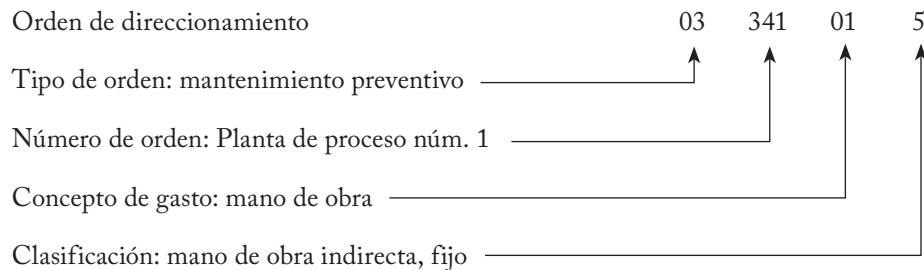 Orden de direccionamiento 03 341 01 5
Tipo de orden: mantenimiento preventivo
Número de orden: Planta de proceso núm. 1
Concepto de gasto: mano de obra
Clasificación: mano de obra indirecta, fijo